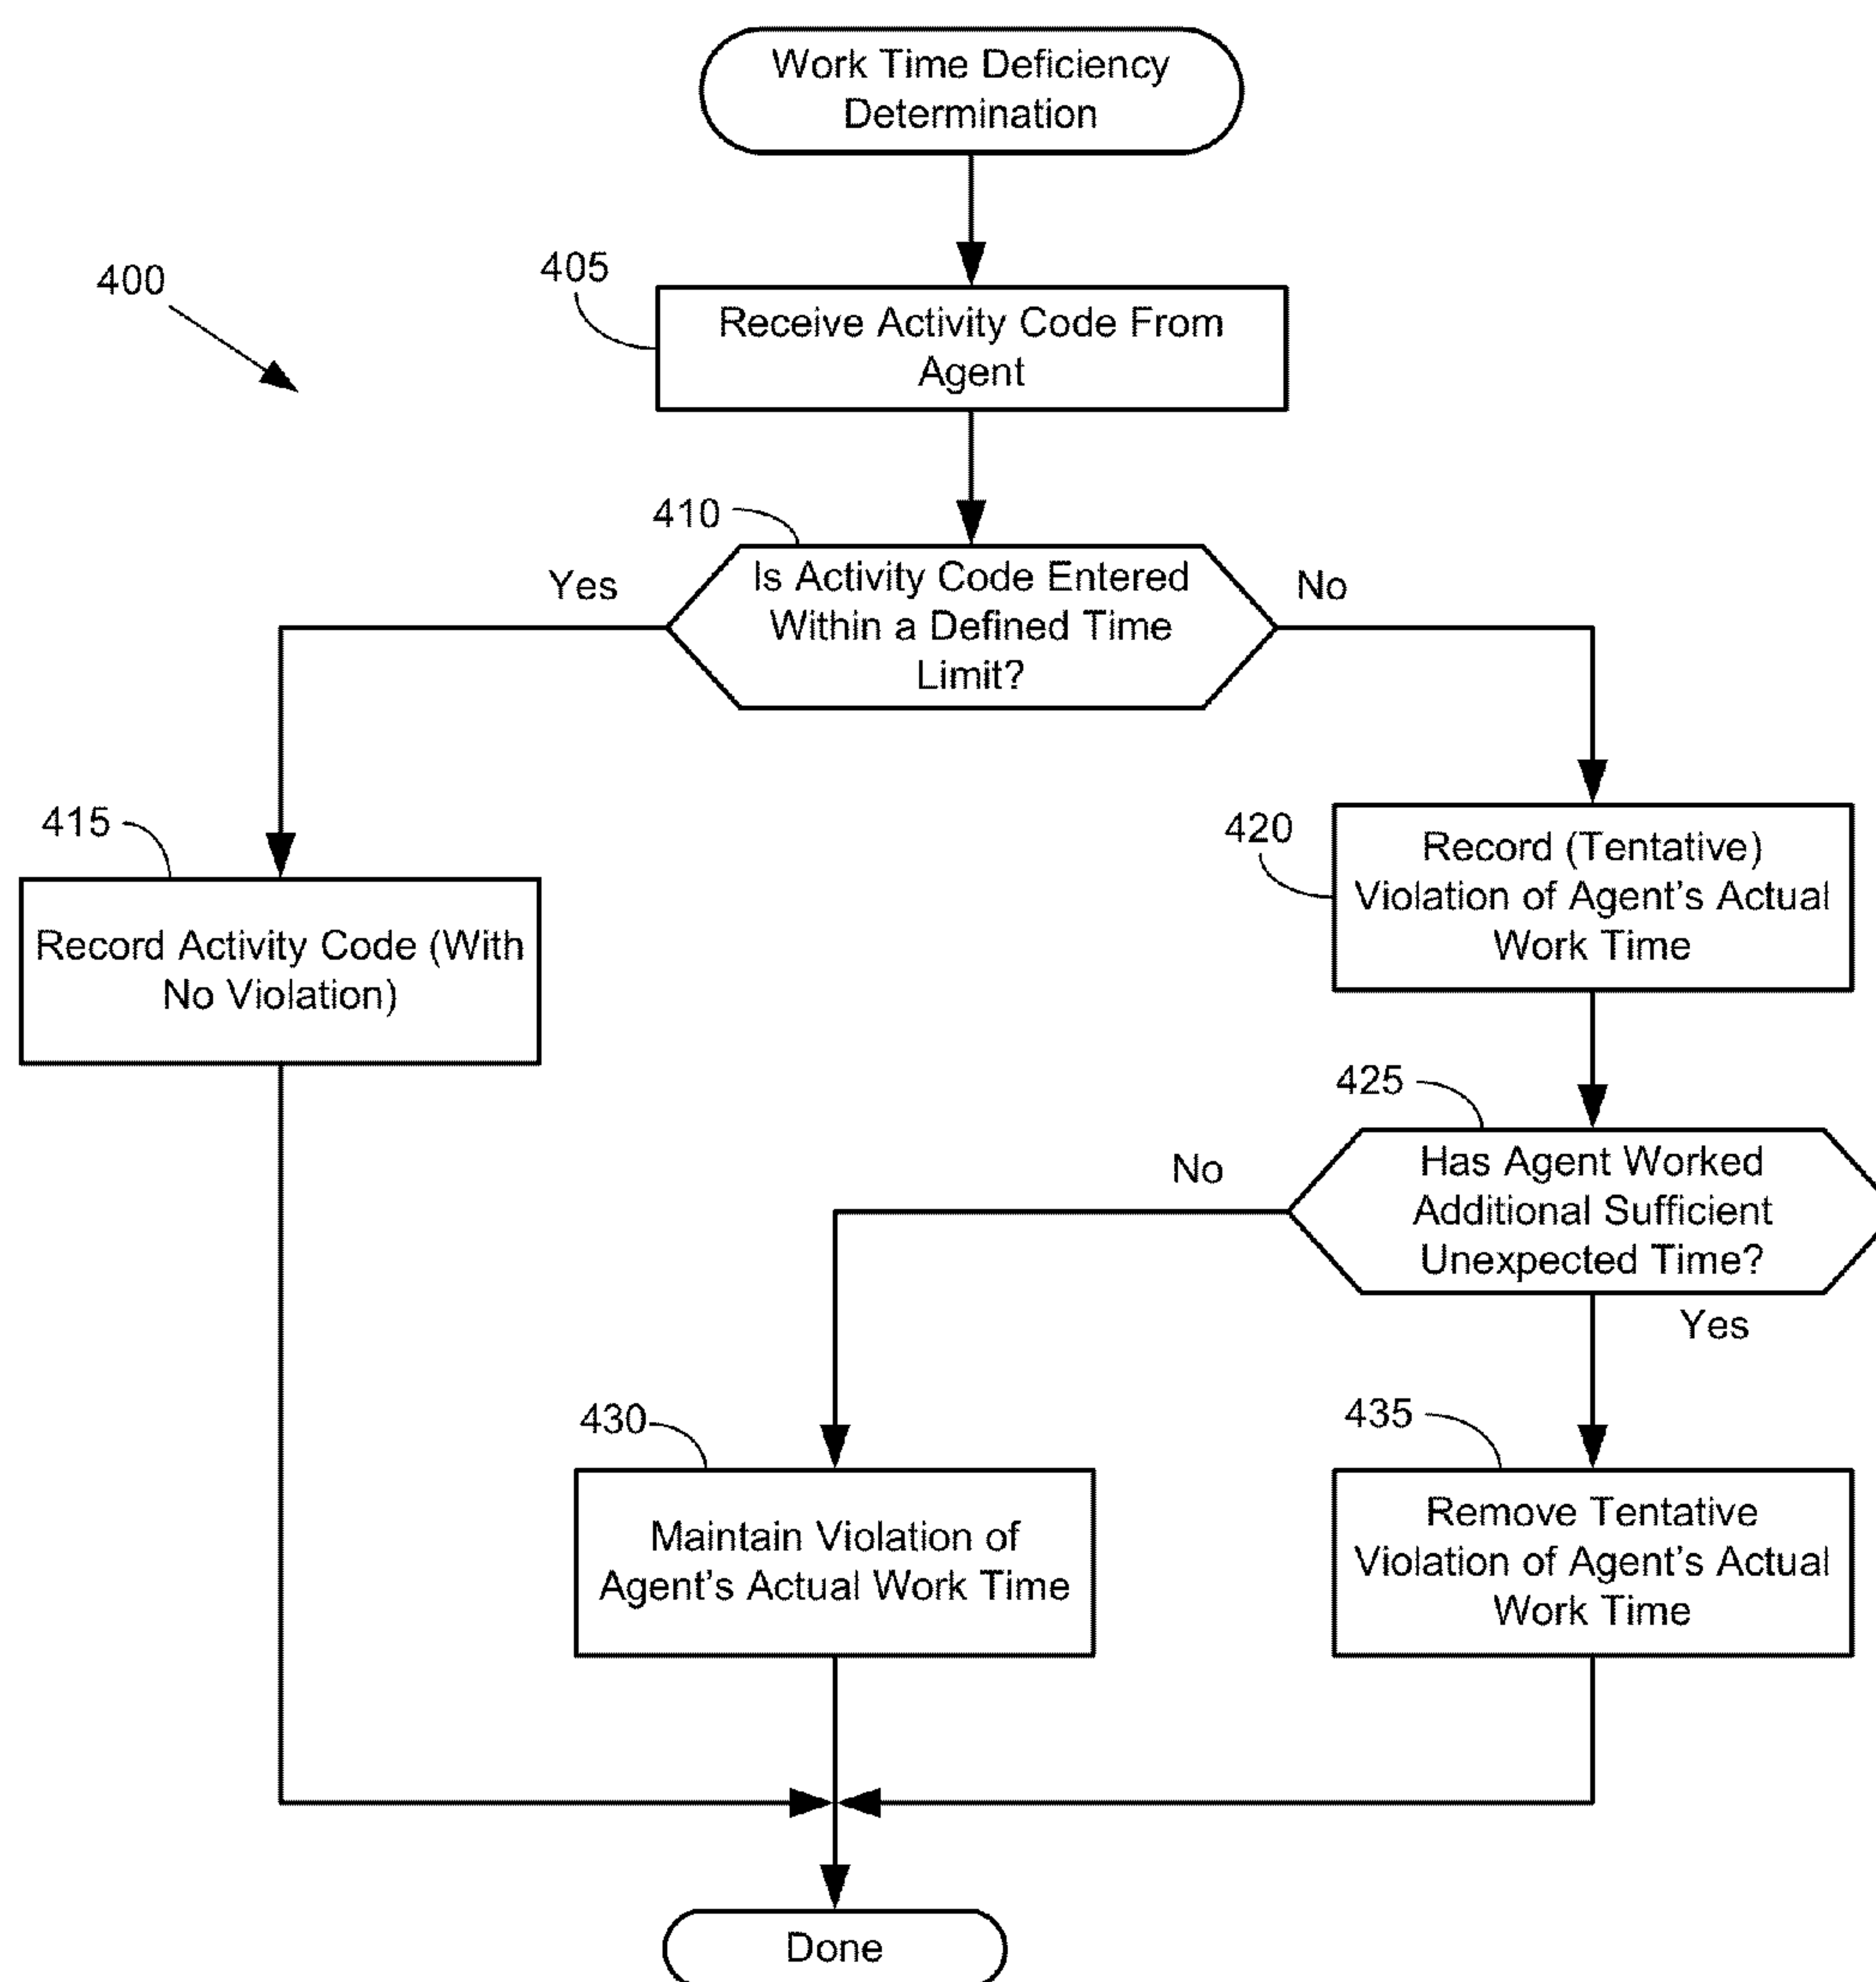 Work Time Deficiency
Determination
400
405
Receive Activity Code From
Agent
410
Yes
Is Activity Code Entered
Within a Defined Time
Limit?
No
415
Record Activity Code (With
No Violation)
420
Record (Tentative)
Violation of Agent's Actual
Work Time
425
No
Has Agent Worked
Additional Sufficient
Unexpected Time?
Yes
430
Maintain Violation of
Agent's Actual Work Time
435
Remove Tentative
Violation of Agent's Actual
Work Time
Done